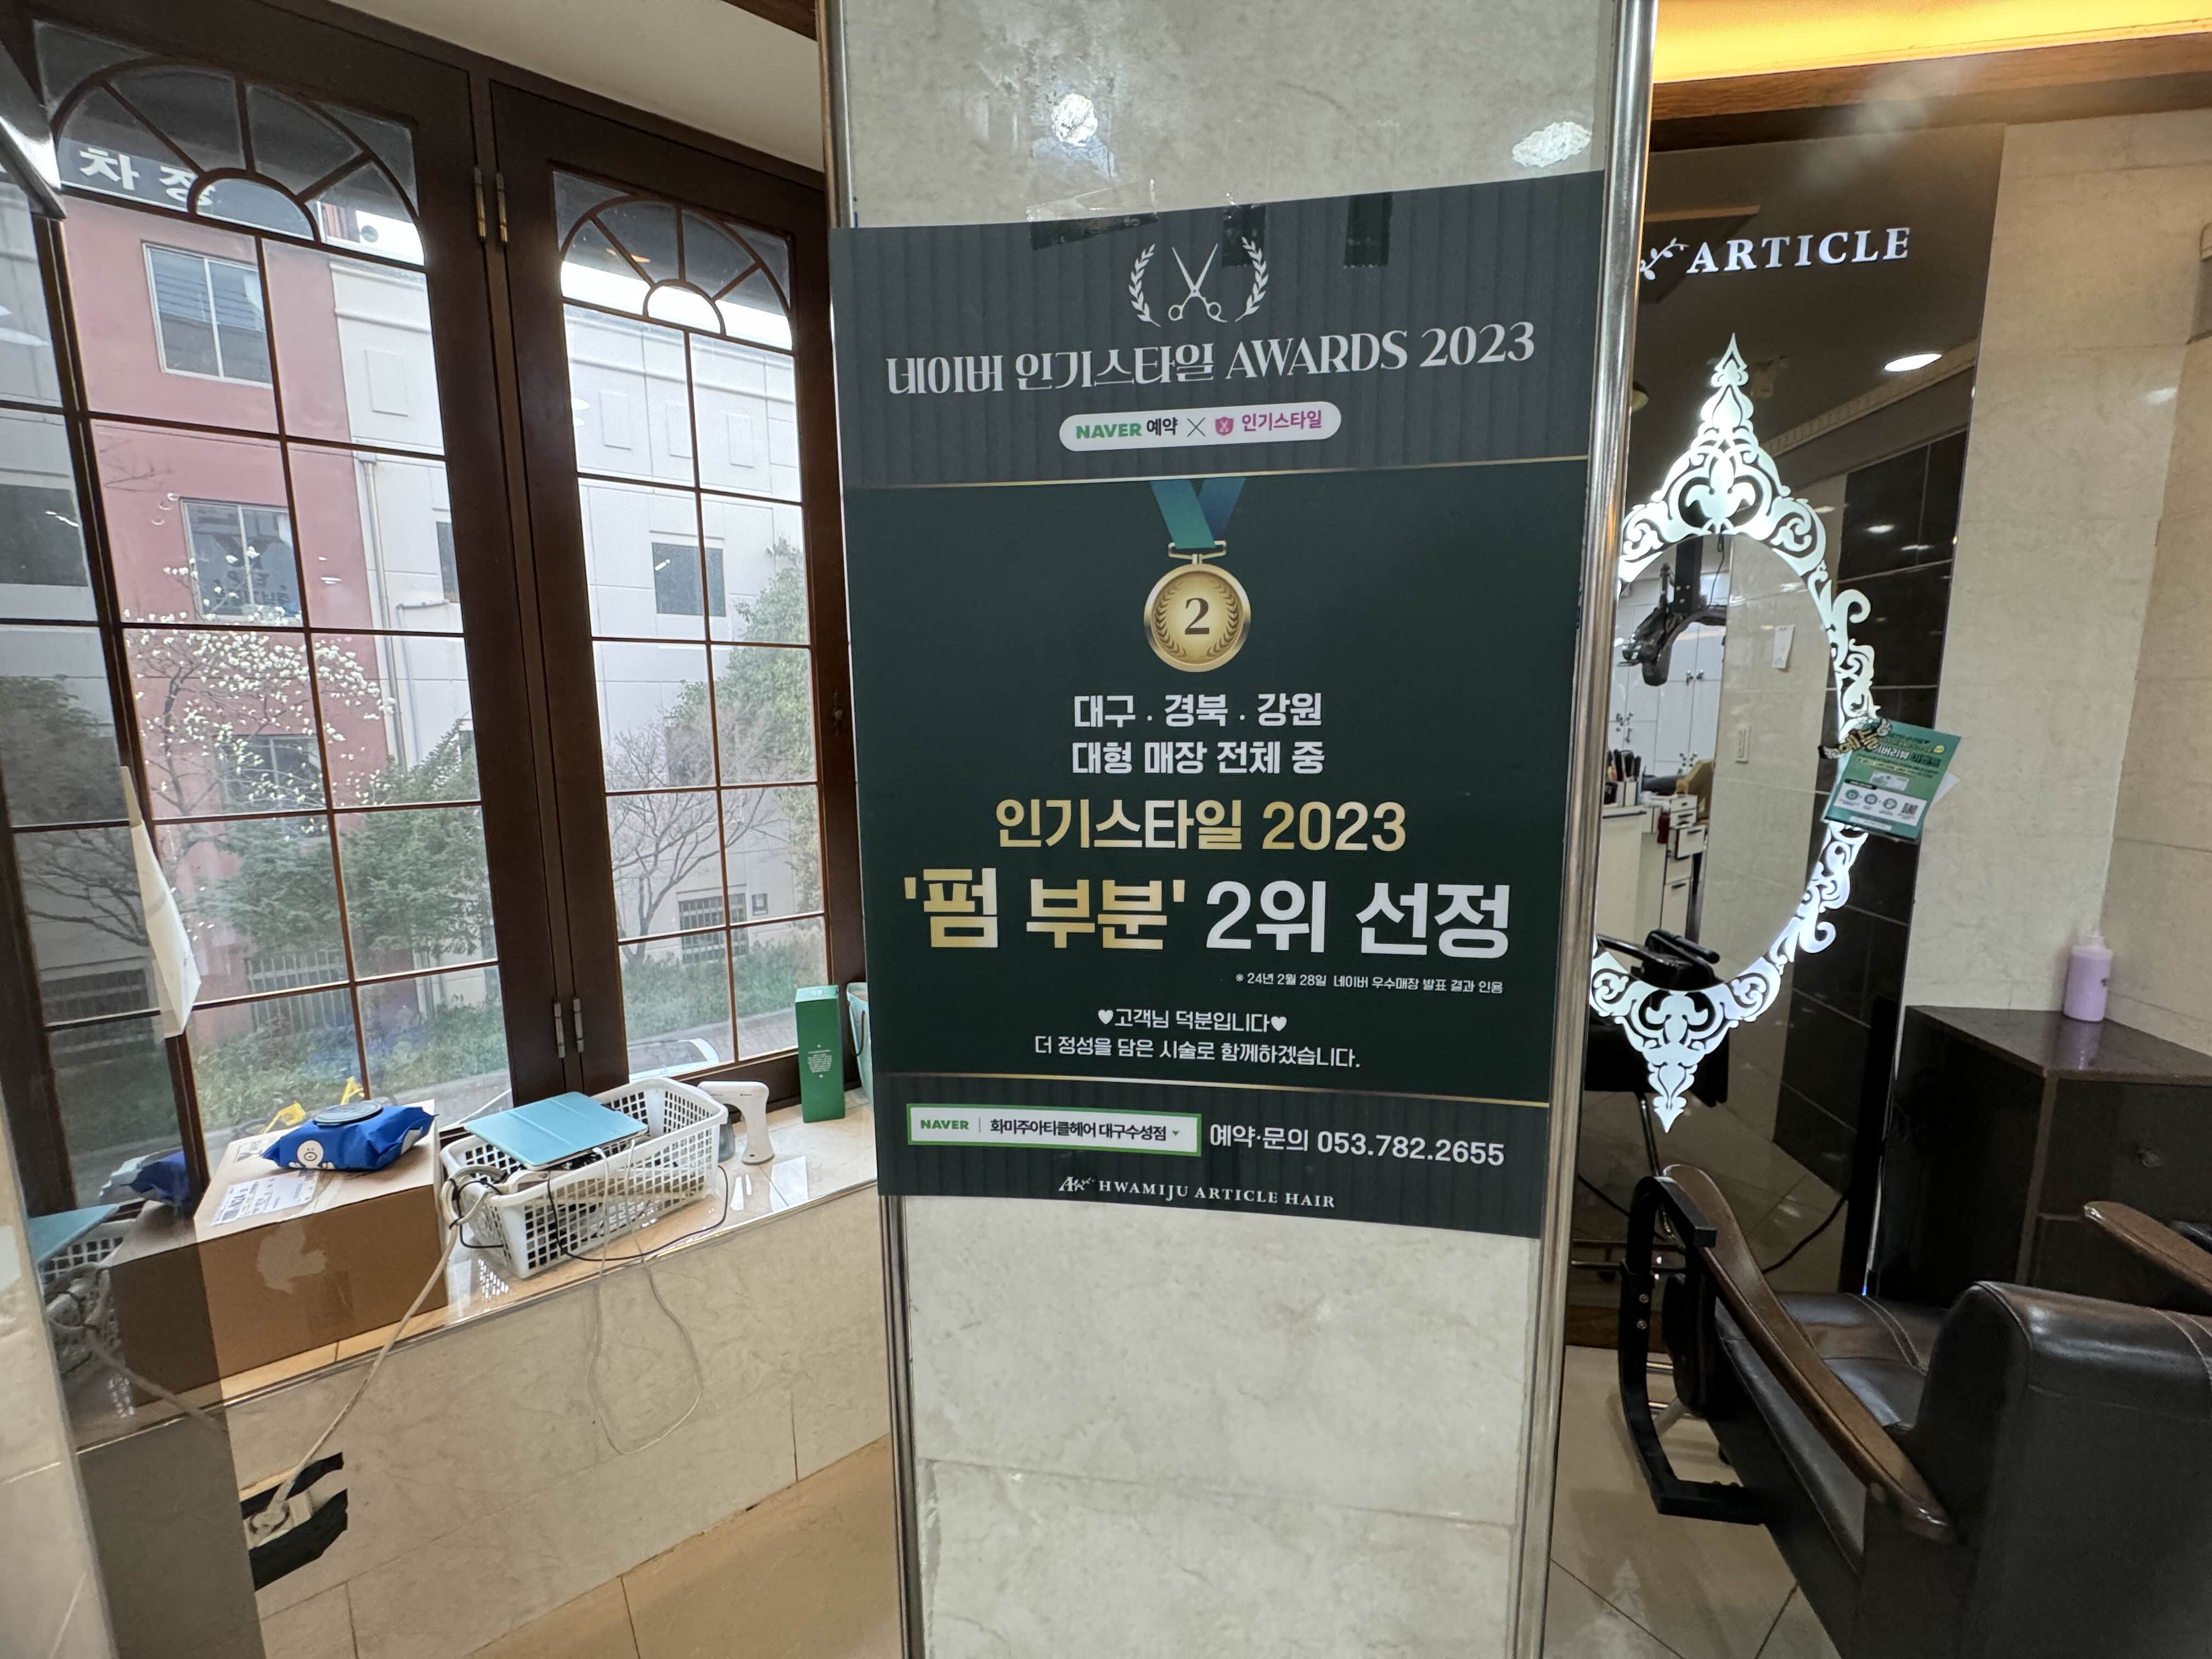 차장
ARTICLE
네이버 인기스타일 AWARDS 2023
NAVER 예약 × 인기스타일
2
대구 . 경북 . 강원
대형 매장 전체 중
인기스타일 2023
'펌 부분' 2위 선정
※ 24년 2월 28일 네이버 우수매장 발표 결과 인용
♥고객님 덕분입니다♥
더 정성을 담은 시술로 함께하겠습니다.
NAVER 화미주아티클헤어 대구수성점
예약·문의 053.782.2655
HWAMIJU ARTICLE HAIR